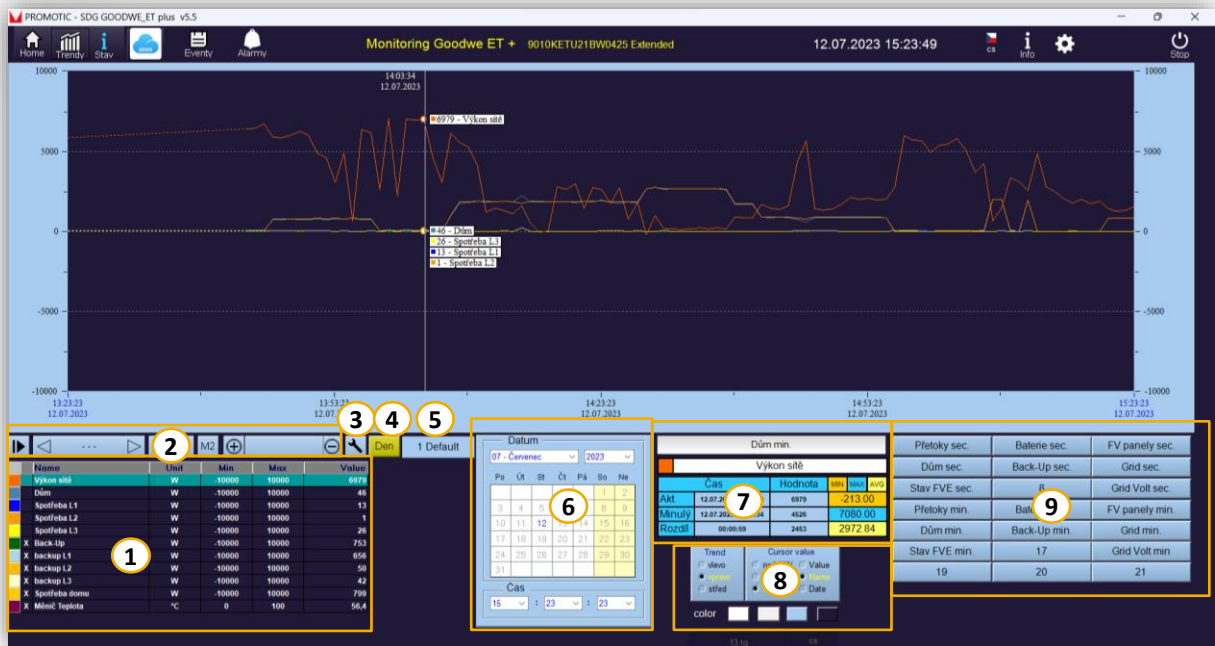 PROMOTIC - SDG GOODWE_ET plus v5.5
Home Trendy Stav Eventy Alarmy Monitoring Goodwe ET + 9010KETU21BW0425 Extended 12.07.2023 15:23:49 cs Info Stop
10000 10000
14:03:34
12.07.2023
6979 - Výkon sítě
5000 5000
0 0
46 - Dům
26 - Spotřeba L3
13 - Spotřeba L1
1 - Spotřeba L2
-5000 -5000
-10000 -10000
13:23:23 13:53:23 14:23:23 14:53:23 15:23:23
12.07.2023 12.07.2023 12.07.2023 12.07.2023
3 4 5
--- 2 M2 Den 1 Default
Name Unit Min Max Value
Výkon sítě W -10000 10000 6979
Dům W -10000 10000 46
Spotřeba L1 W -10000 10000 13
Spotřeba L2 W -10000 10000 1
Spotřeba L3 W -10000 10000 26
X Back-Up W -10000 10000 753
X backup L1 W -10000 10000 656
X backup L2 W -10000 10000 50
X backup L3 W -10000 10000 42
X Spotřeba domu W -10000 10000 799
X Měnič Teplota °C 0 100 56,4
1
Datum
07 - Červenec 2023
Po Út St Čt Pá So Ne
1 2
3 4 5 6 8 9
10 11 12 13 14 15 16
17 18 19 20 21 22 23
24 25 26 27 28 29 30
31
Čas
15 : 23 : 23
Dům min.
Výkon sítě
Čas Hodnota MIN MAX AVG
Akt. 6979 -213.00
Minulý 4526 7080.00
Rozdíl 00:00:59 2453 2972.84
7
Trend Cursor value
vlevo Value
vpravo Name
střed Date
8
color
13 tg cs
Přetoky sec. Baterie sec. FV panely sec.
Dům sec. Back-Up sec. Grid sec.
Stav FVE sec. 8 Grid Volt sec.
Přetoky min. 9 FV panely min.
Dům min. Back-Up min. Grid min.
Stav FVE min. 17 Grid Volt min
19 20 21